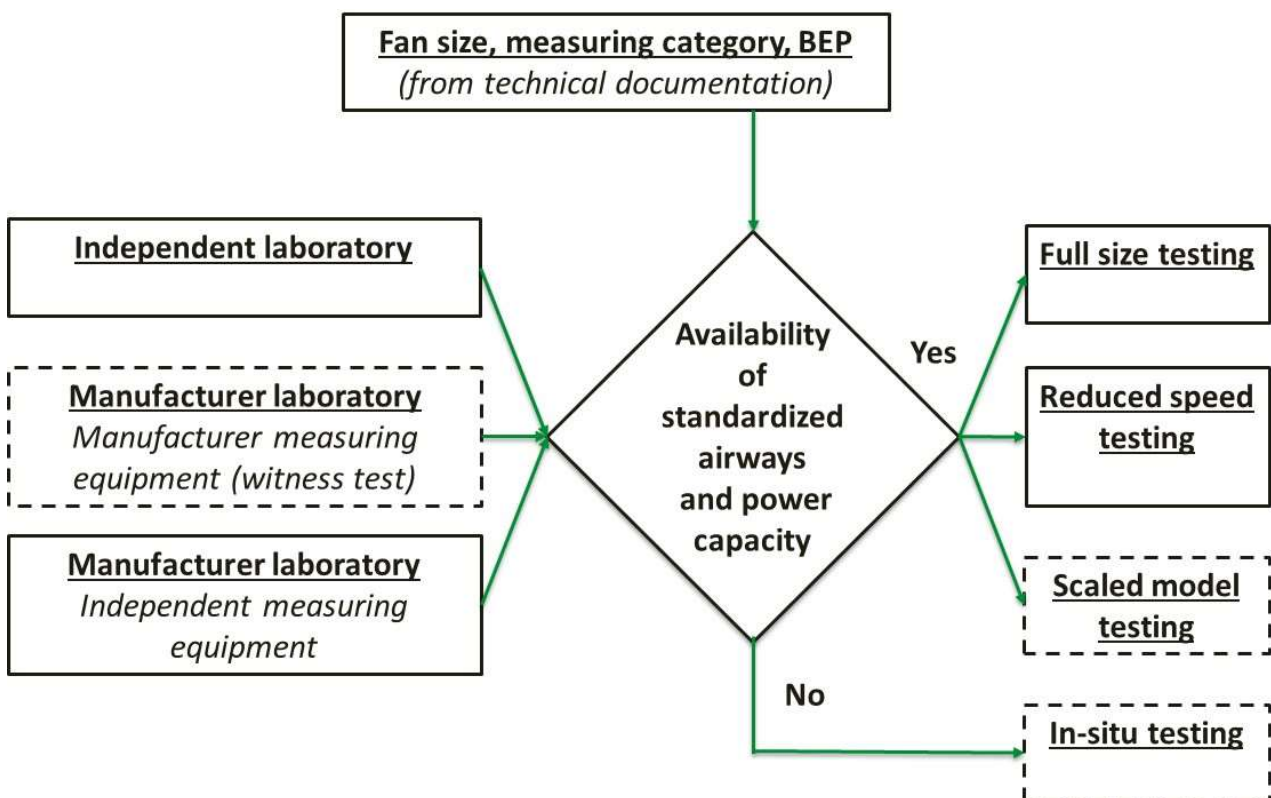 Fan size, measuring category, BEP
(from technical documentation)
Independent laboratory
Manufacturer laboratory
Manufacturer measuring
equipment (witness test)
Manufacturer laboratory
Independent measuring
equipment
Availability
of
standardized
airways
and power
capacity
Yes
No
Full size testing
Reduced speed
testing
Scaled model
testing
In-situ testing